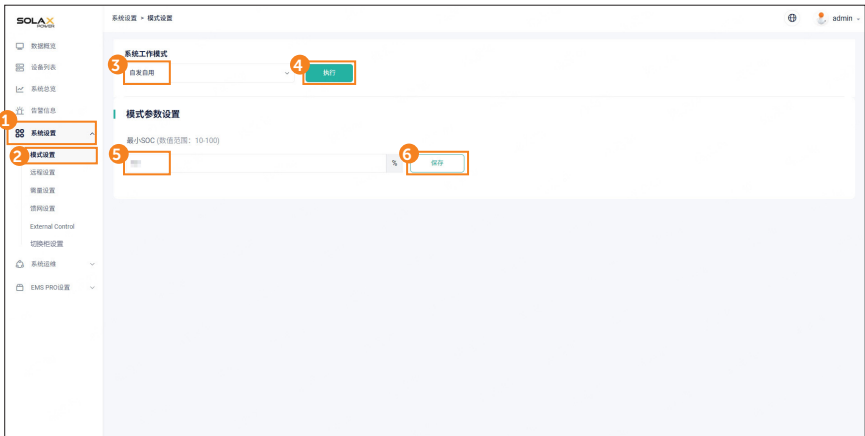 SOLAX
POWER
系统设置 > 模式设置
admin
数据概览
设备列表
系统总览
告警信息
1
系统设置
2
模式设置
远程设置
需量设置
馈网设置
External Control
切换柜设置
系统运维
EMS PRO设置
系统工作模式
3
自发自用
4
执行
模式参数设置
最小SOC (数值范围：10-100)
5
%
6
保存